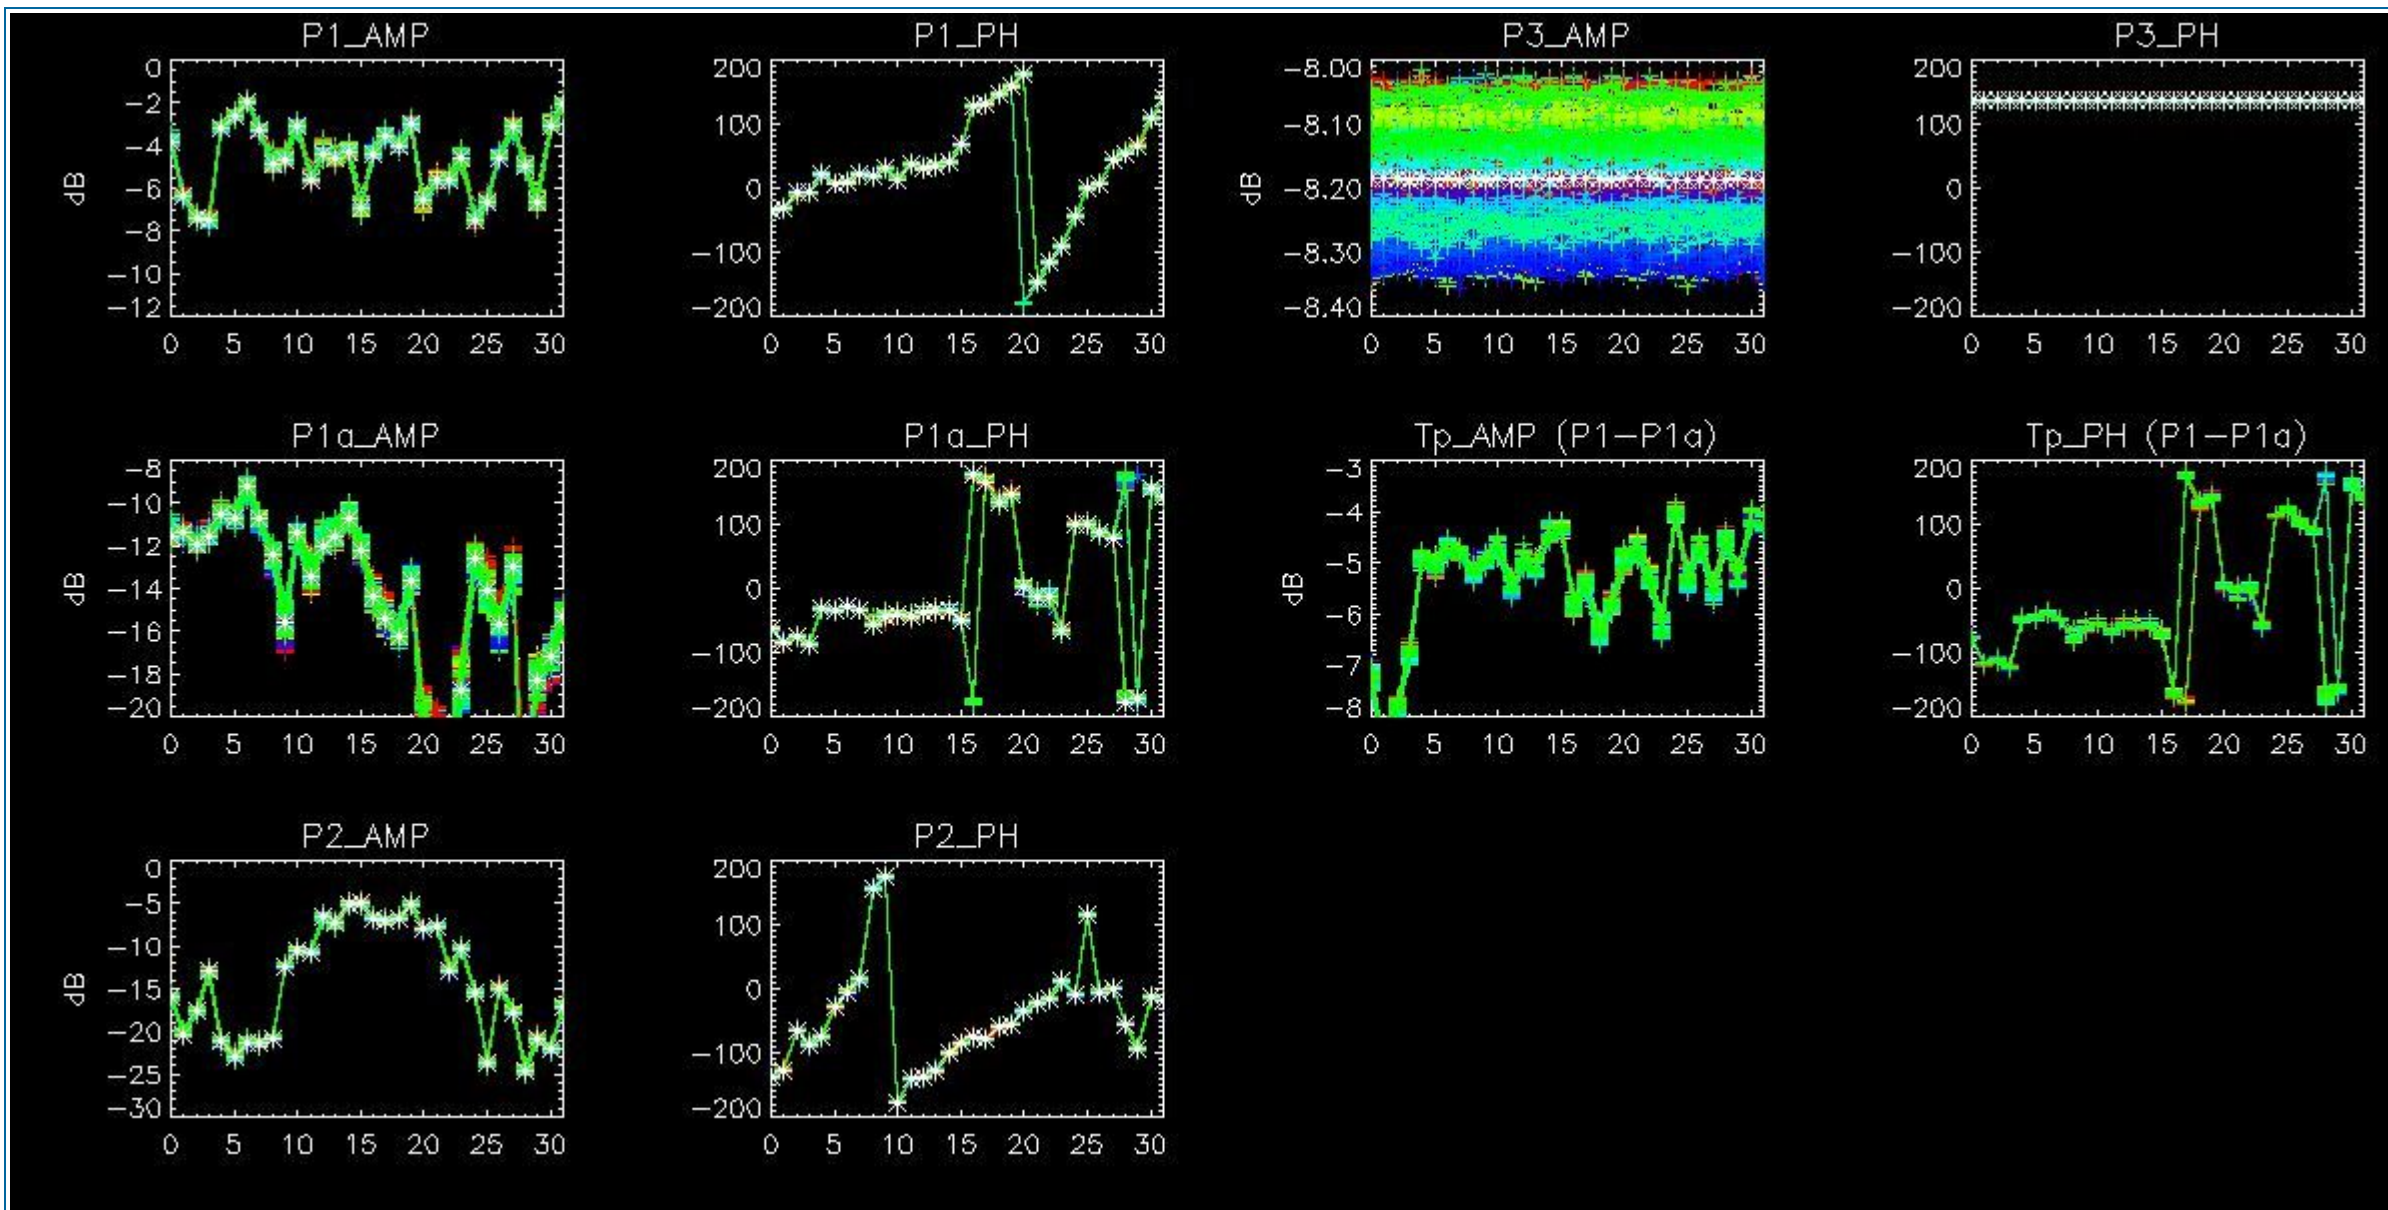 P1_AMP
0
−2
−4
−6
−8
−10
−12
dB
0 5 10 15 20 25 30
P1_PH
200
100
0
−100
−200
0 5 10 15 20 25 30
P3_AMP
−8.00
−8.10
−8.20
−8.30
−8.40
dB
0 5 10 15 20 25 30
P3_PH
200
100
0
−100
−200
0 5 10 15 20 25 30
P1a_AMP
−8
−10
−12
−14
−16
−18
−20
dB
0 5 10 15 20 25 30
P1a_PH
200
100
0
−100
−200
0 5 10 15 20 25 30
Tp_AMP (P1−P1a)
−3
−4
−5
−6
−7
−8
dB
0 5 10 15 20 25 30
Tp_PH (P1−P1a)
200
100
0
−100
−200
0 5 10 15 20 25 30
P2_AMP
0
−5
−10
−15
−20
−25
−30
dB
0 5 10 15 20 25 30
P2_PH
200
100
0
−100
−200
0 5 10 15 20 25 30